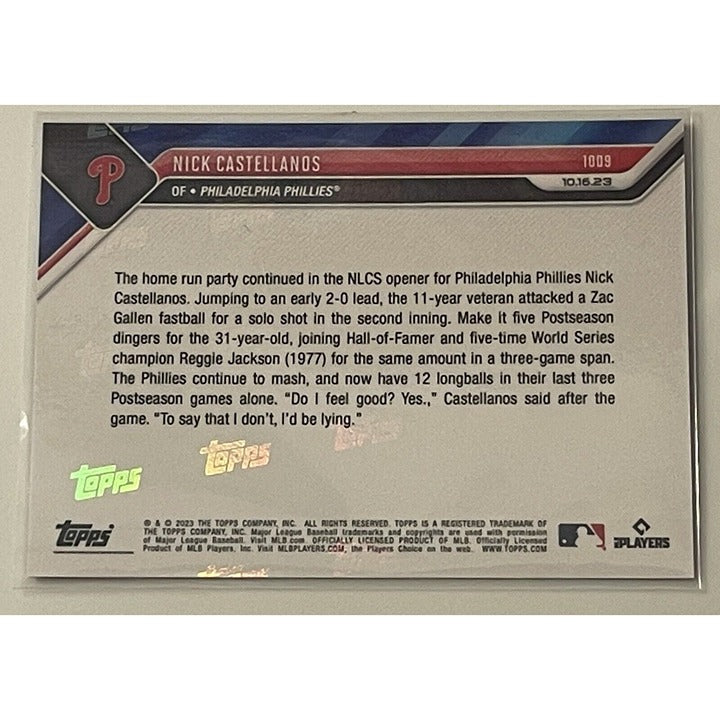 P
NICK CASTELLANOS
1009
OF • PHILADELPHIA PHILLIES®
10.16.23
The home run party continued in the NLCS opener for Philadelphia Phillies Nick
Castellanos. Jumping to an early 2-0 lead, the 11-year veteran attacked a Zac
Gallen fastball for a solo shot in the second inning. Make it five Postseason
dingers for the 31-year-old, joining Hall-of-Famer and five-time World Series
champion Reggie Jackson (1977) for the same amount in a three-game span.
The Phillies continue to mash, and now have 12 longballs in their last three
Postseason games alone. “Do I feel good? Yes.,” Castellanos said after the
game. “To say that I don’t, I’d be lying.”
Topps
Topps
Topps
Topps
® & © 2023 THE TOPPS COMPANY, INC. ALL RIGHTS RESERVED. TOPPS IS A REGISTERED TRADEMARK OF
THE TOPPS COMPANY, INC. Major League Baseball trademarks and copyrights are used with permission
of Major League Baseball. Visit MLB.com. OFFICIALLY LICENSED PRODUCT OF MLB. Officially Licensed
Product of MLB Players, Inc. Visit MLBPLAYERS.COM, the Players Choice on the web. WWW.TOPPS.COM
PLAYERS